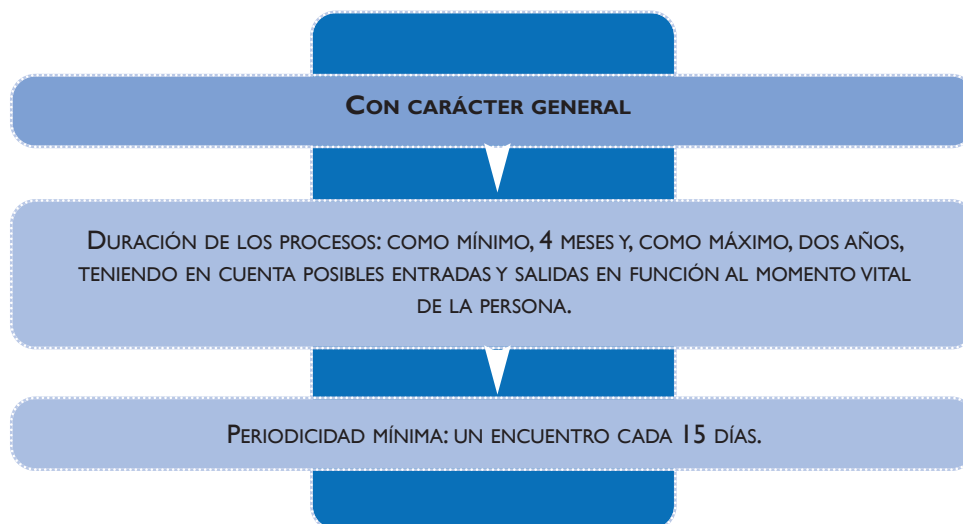 CON CARÁCTER GENERAL
DURACIÓN DE LOS PROCESOS: COMO MÍNIMO, 4 MESES Y, COMO MÁXIMO, DOS AÑOS,
TENIENDO EN CUENTA POSIBLES ENTRADAS Y SALIDAS EN FUNCIÓN AL MOMENTO VITAL
DE LA PERSONA.
PERIODICIDAD MÍNIMA: UN ENCUENTRO CADA 15 DÍAS.